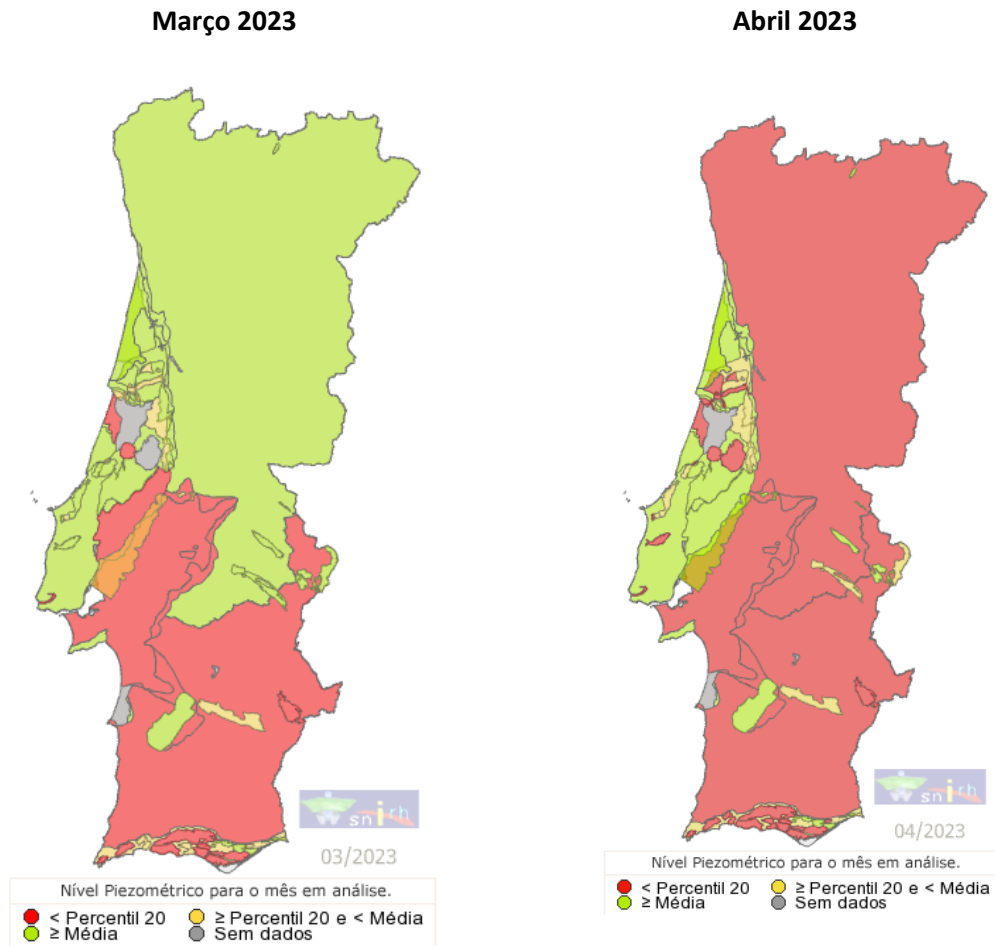 Março 2023
Abril 2023
snirh
03/2023
Nível Piezométrico para o mês em análise.
< Percentil 20
≥ Percentil 20 e < Média
≥ Média
Sem dados
snirh
04/2023
Nível Piezométrico para o mês em análise.
< Percentil 20
≥ Percentil 20 e < Média
≥ Média
Sem dados